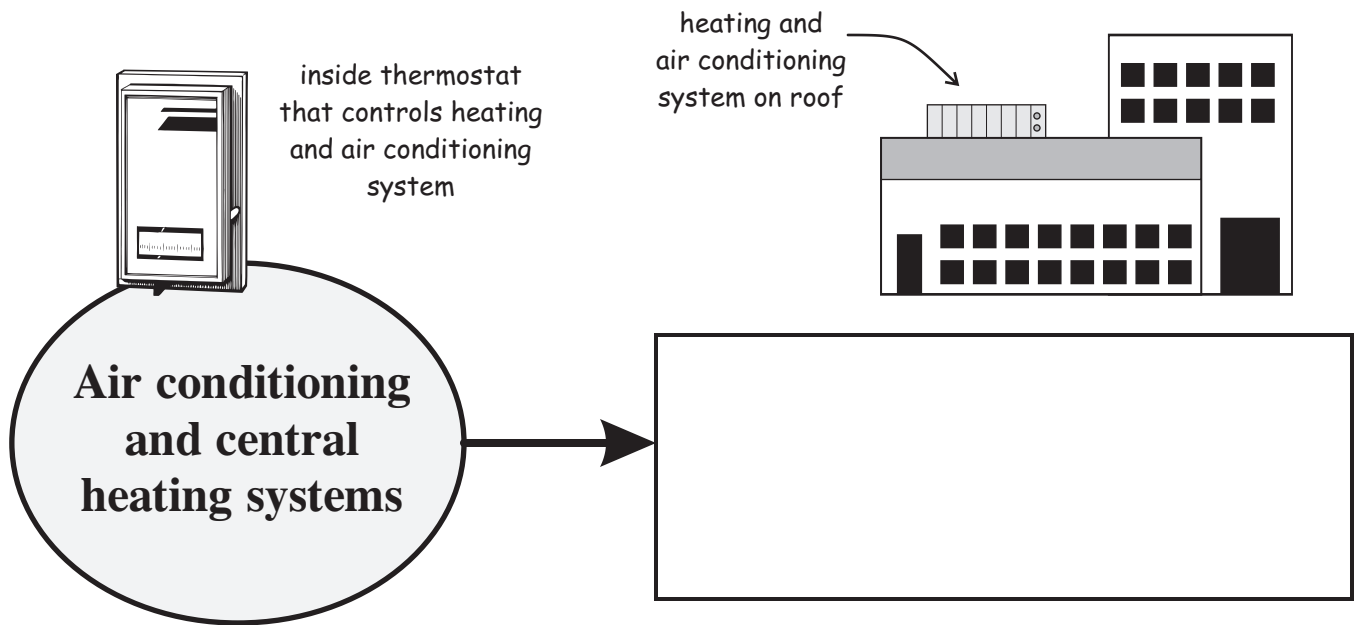 inside thermostat
that controls heating
and air conditioning
system
heating and
air conditioning
system on roof
Air conditioning
and central
heating systems